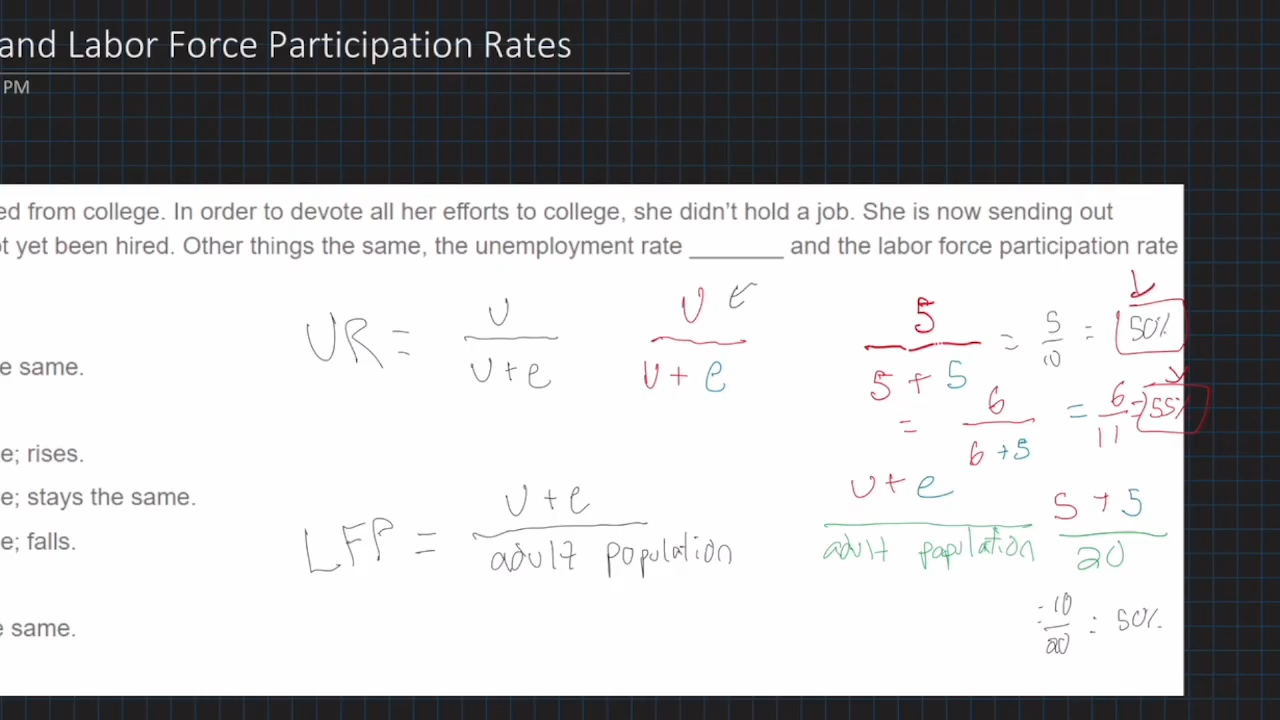 and Labor Force Participation Rates
PM
ed from college. In order to devote all her efforts to college, she didn't hold a job. She is now sending out
t yet been hired. Other things the same, the unemployment rate ________ and the labor force participation rate
e same.
e; rises.
e; stays the same.
e; falls.
e same.
UR = U / U + e
U e / U + e
5 / 5 + 5 = 5 / 10 = 50%
= 6 / 6 + 5 = 6 / 11 = 55%
LFP = U + e / adult population
U + e / adult population
5 + 5 / 20
= 10 / 20 = 50%